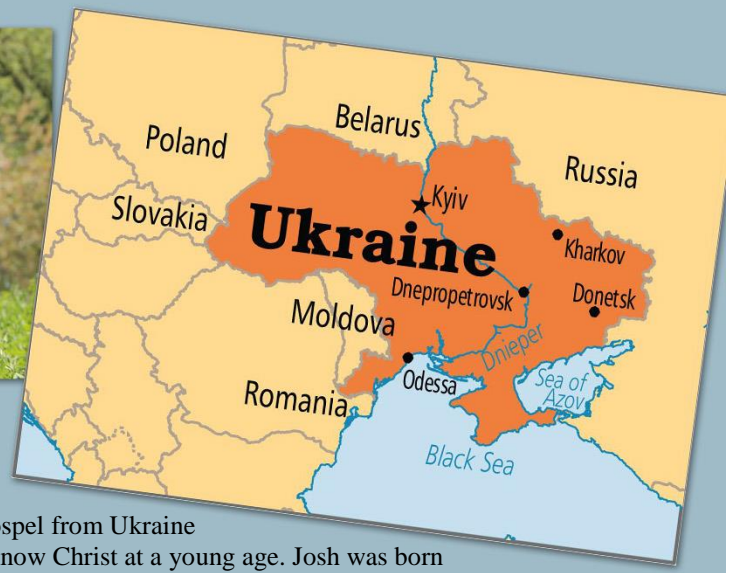 Belarus
Poland
Russia
Slovakia
Kyiv
Ukraine
Kharkov
Dnepropetrovsk
Donetsk
Moldova
Dnieper
Odessa
Sea of
Azov
Romania
Black Sea
spel from Ukraine
now Christ at a young age. Josh was born